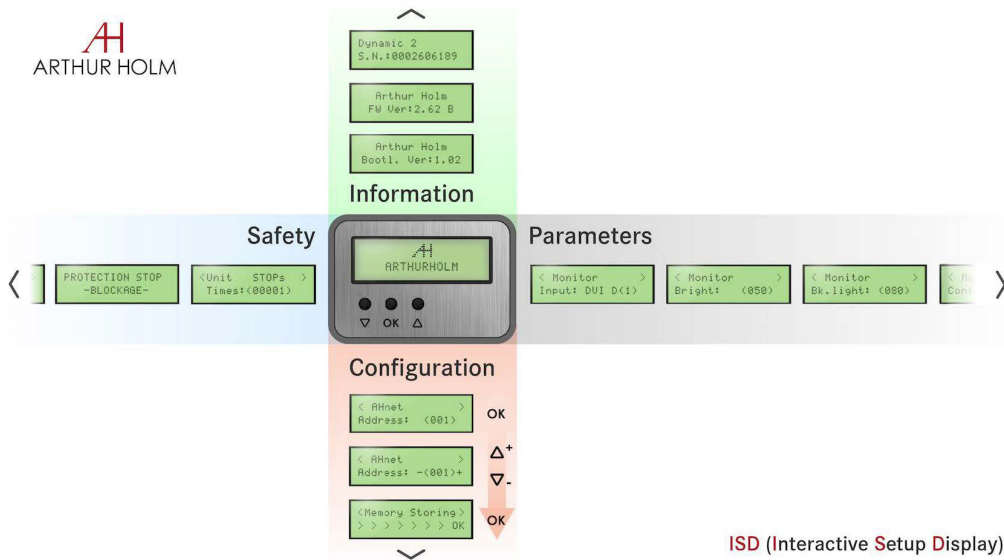 AH
ARTHUR HOLM
Dynamic 2
S.N.:0002606189
Arthur Holm
FW Ver:2.62 B
Arthur Holm
Bootl. Ver:1.02
Information
Safety
Parameters
PROTECTION STOP
-BLOCKAGE-
<Unit STOPs >
Times:(00001)
AH
ARTHURHOLM
▽ OK △
< Monitor >
Input: DVI D(1)
< Monitor >
Bright: (050)
< Monitor >
Bk.light: (080)
Configuration
< AHnet >
Address: (001)
OK
< AHnet >
Address: -(001)+
△+
▽-
<Memory Storing>
> > > > > > > OK
OK
ISD (Interactive Setup Display)